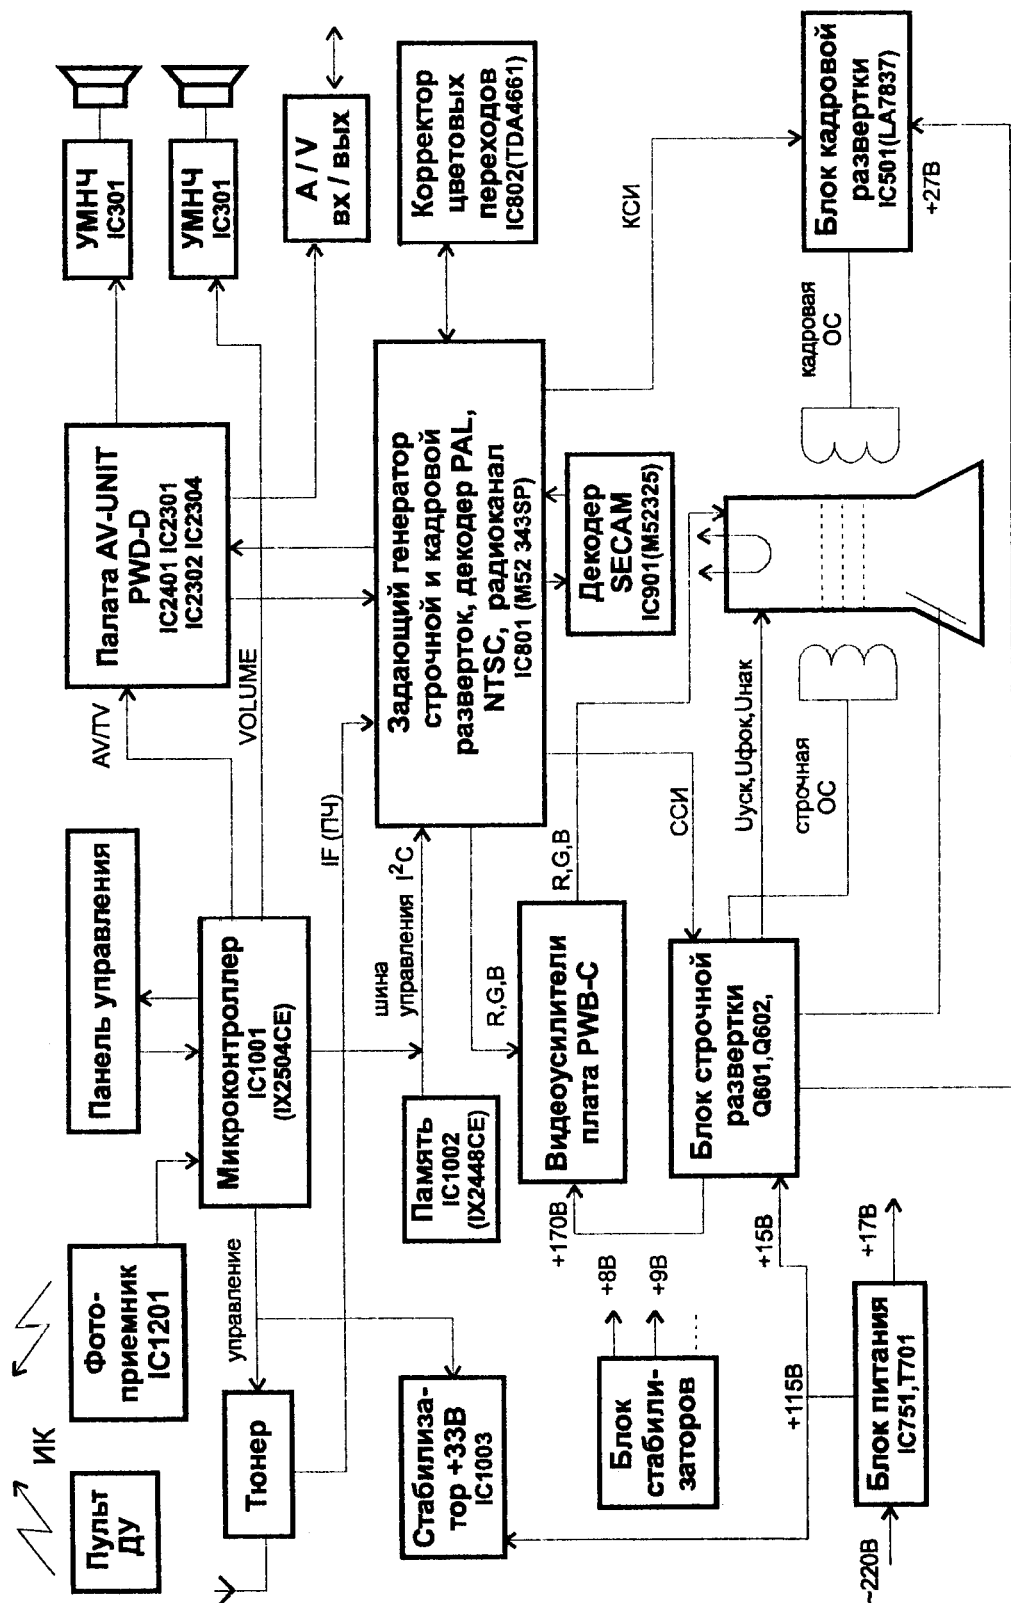 Пульт
ДУ
ИК
Фото-
приемник
IC1201
Панель управления
AV/TV
Палата AV-UNIT
PWD-D
IC2401 IC2301
IC2302 IC2304
УМНЧ
IC301
УМНЧ
IC301
Тюнер
управление
Микроконтроллер
IC1001
(IX2504CE)
VOLUME
A / V
вх / вых
IF (ПЧ)
Стабилиза-
тор +33В
IC1003
Память
IC1002
(IX2448CE)
шина
управления I²C
Задающий генератор
строчной и кадровой
разверток, декодер PAL,
NTSC, радиоканал
IC801 (M52 343SP)
Корректор
цветовых
переходов
IC802(TDA4661)
R,G,B
Видеоусилители
плата PWB-C
+170В
R,G,B
Декодер
SECAM
IC901(M52325)
КСИ
Блок
стабили-
заторов
+8В
+9В
ССИ
Блок строчной
развертки
Q601,Q602,
Uуск,Uфок,Uнак
строчная
ОС
кадровая
ОС
Блок кадровой
развертки
IC501(LA7837)
+27В
+115В
+15В
~220В
Блок питания
IC751,T701
+17В